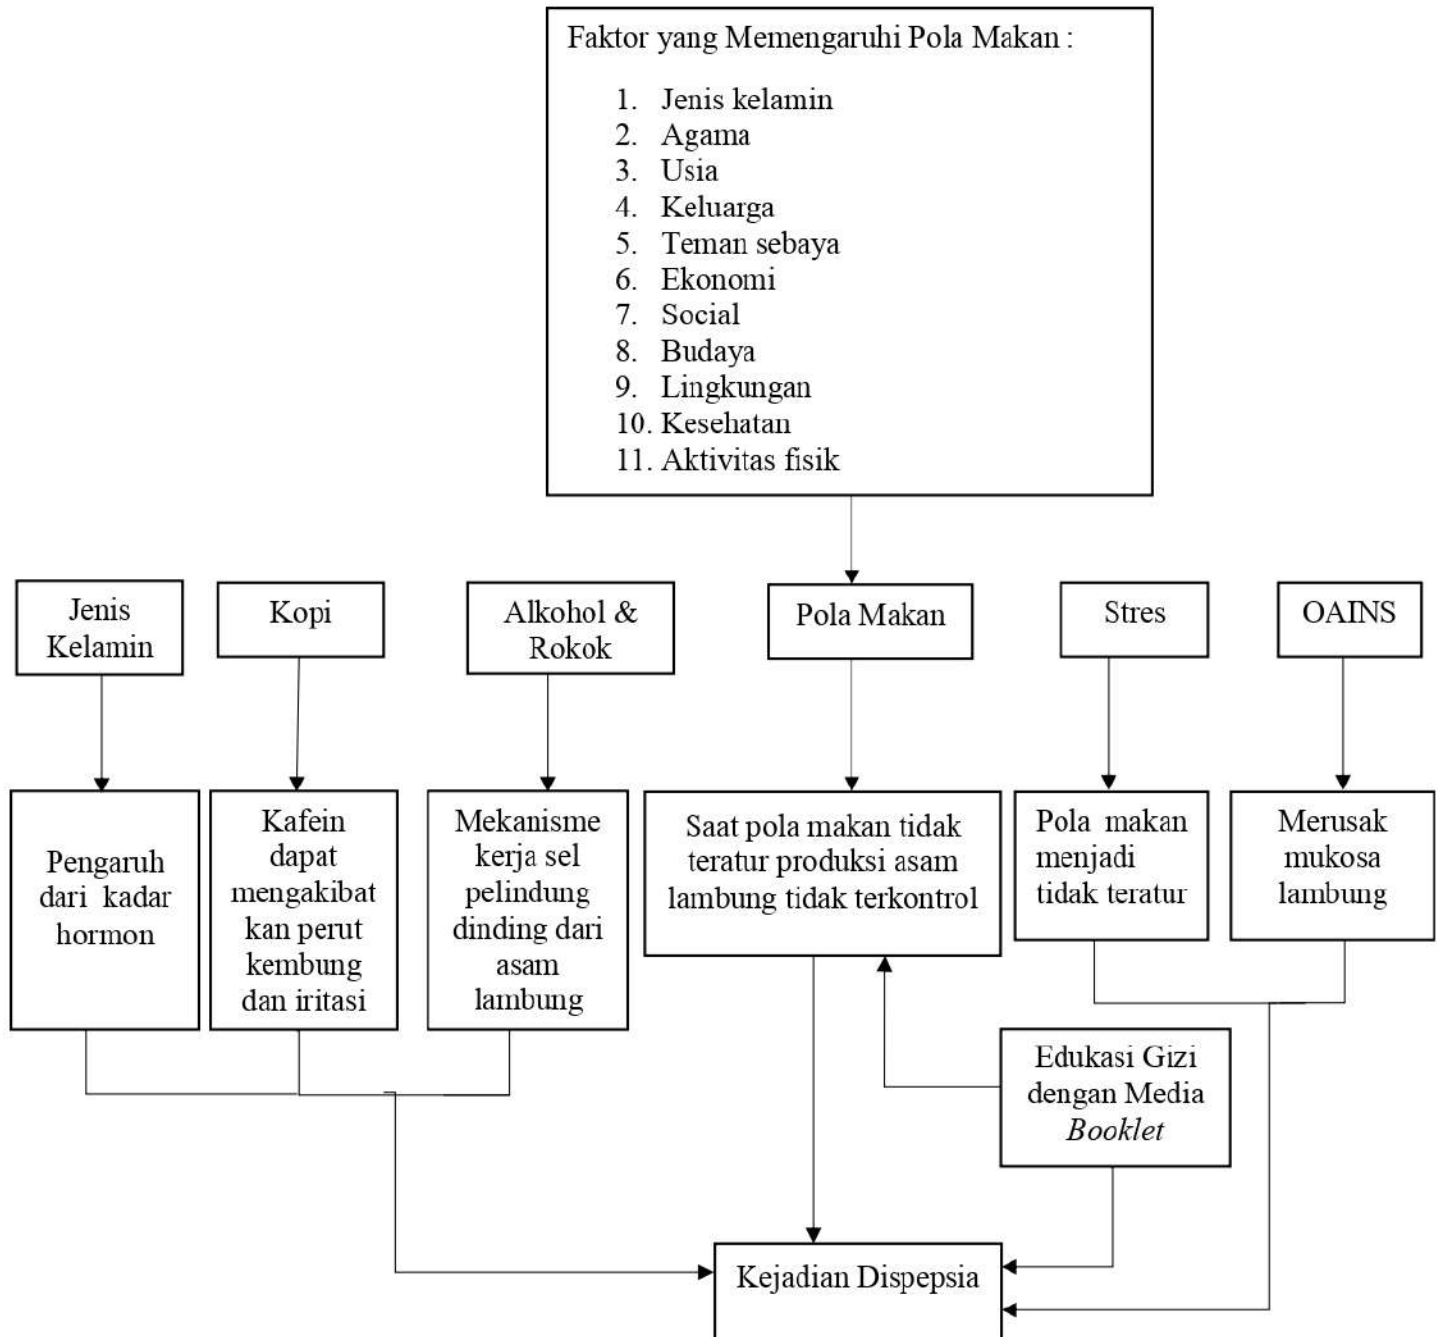 Faktor yang Memengaruhi Pola Makan :
1. Jenis kelamin
2. Agama
3. Usia
4. Keluarga
5. Teman sebaya
6. Ekonomi
7. Social
8. Budaya
9. Lingkungan
10. Kesehatan
11. Aktivitas fisik
Jenis
Kelamin
Kopi
Alkohol &
Rokok
Pola Makan
Stres
OAINS
Pengaruh
dari kadar
hormon
Kafein
dapat
mengakibat
kan perut
kembung
dan iritasi
Mekanisme
kerja sel
pelindung
dinding dari
asam
lambung
Saat pola makan tidak
teratur produksi asam
lambung tidak terkontrol
Pola makan
menjadi
tidak teratur
Merusak
mukosa
lambung
Edukasi Gizi
dengan Media
Booklet
Kejadian Dispepsia